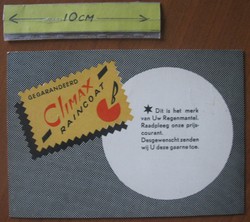 10CM
GEGARANDEERD
CLIMAX
RAINCOAT
Dit is het merk
van Uw Regenmantel.
Raadpleeg onze prijs-
courant.
Desgewenscht zenden
wij U deze gaarne toe.